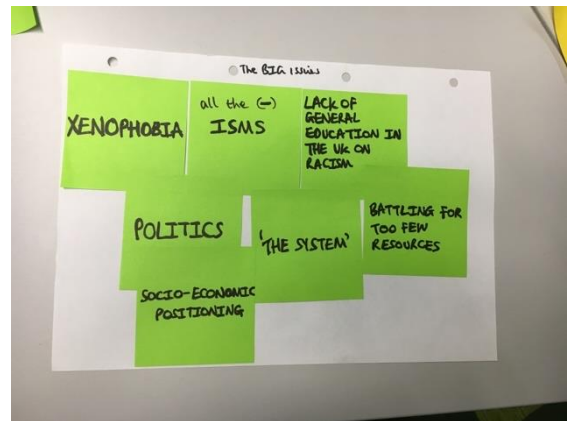 The BIG issues
XENOPHOBIA
all the (-)
ISMS
LACK OF
GENERAL
EDUCATION IN
THE UK ON
RACISM
POLITICS
'THE SYSTEM'
BATTLING FOR
TOO FEW
RESOURCES
SOCIO-ECONOMIC
POSITIONING